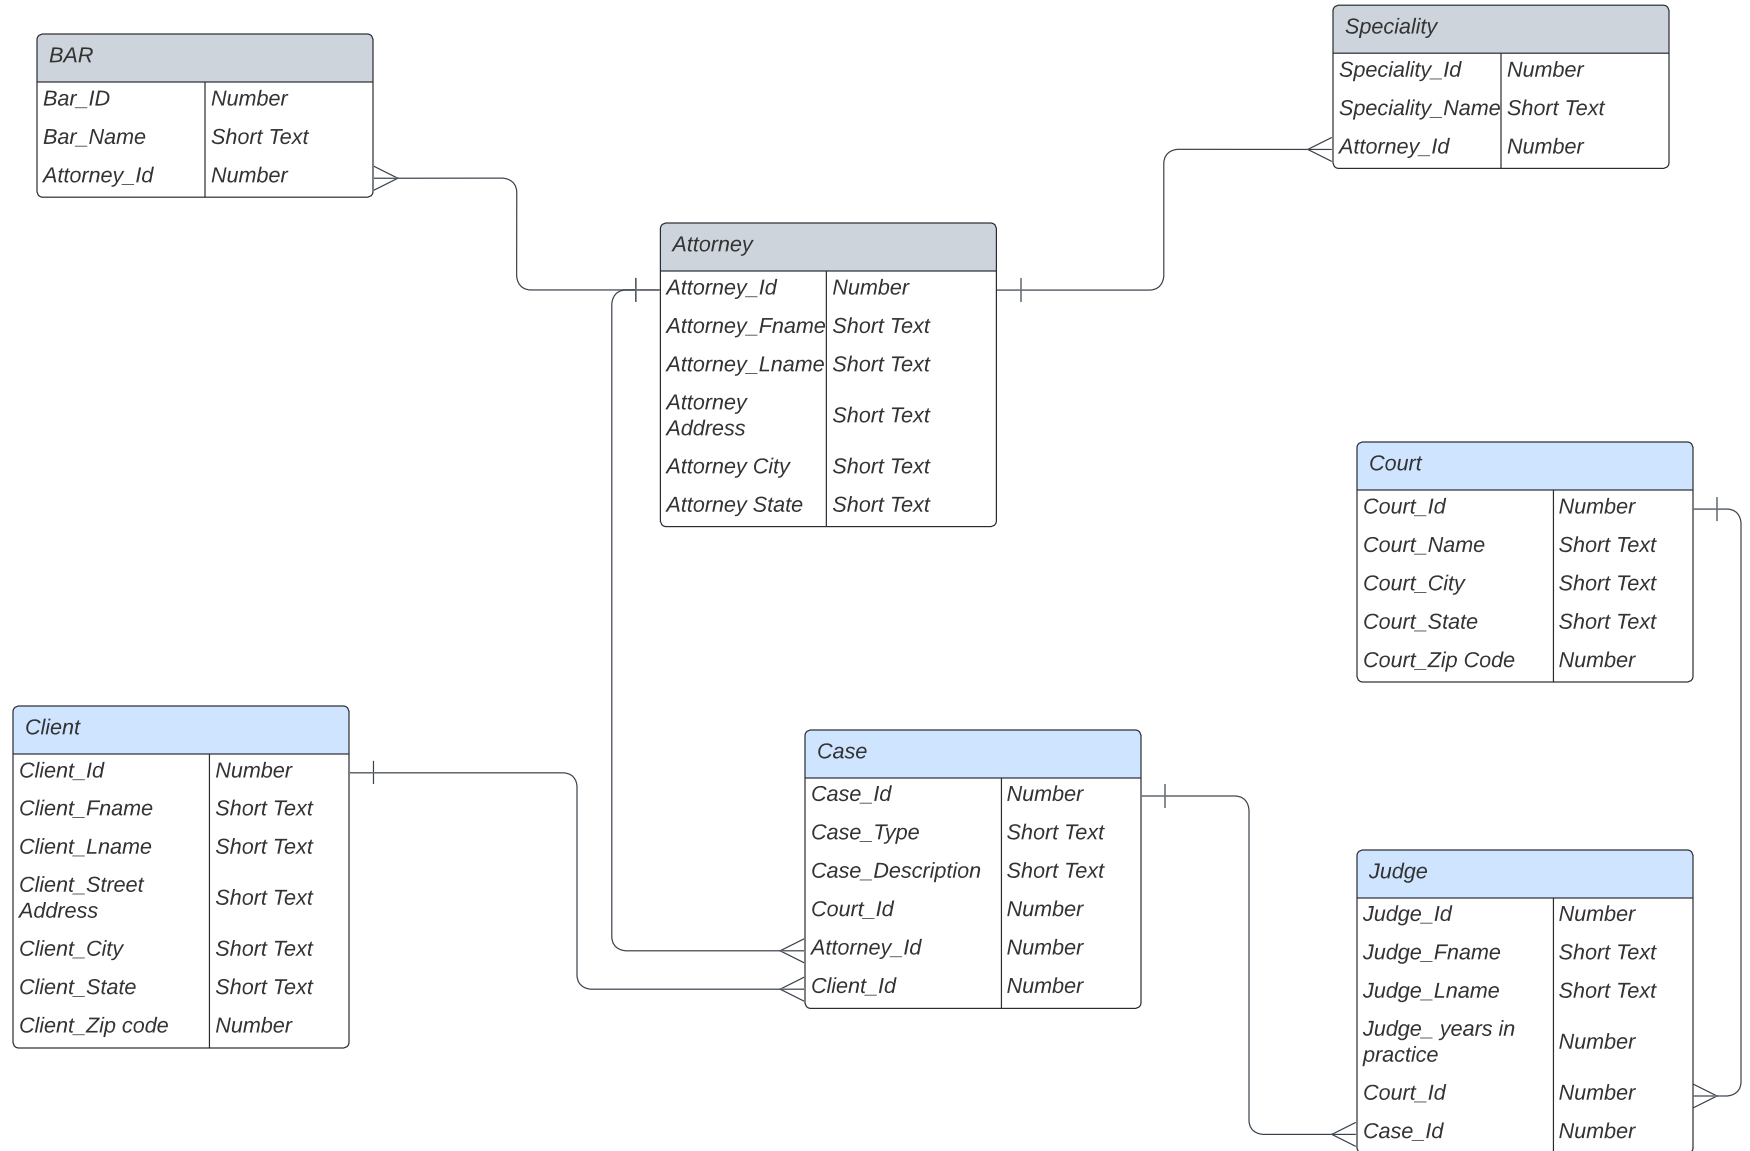 BAR
Bar_ID Number
Bar_Name Short Text
Attorney_Id Number
Speciality
Speciality_Id Number
Speciality_Name Short Text
Attorney_Id Number
Attorney
Attorney_Id Number
Attorney_Fname Short Text
Attorney_Lname Short Text
Attorney
Address Short Text
Attorney City Short Text
Attorney State Short Text
Court
Court_Id Number
Court_Name Short Text
Court_City Short Text
Court_State Short Text
Court_Zip Code Number
Client
Client_Id Number
Client_Fname Short Text
Client_Lname Short Text
Client_Street
Address Short Text
Client_City Short Text
Client_State Short Text
Client_Zip code Number
Case
Case_Id Number
Case_Type Short Text
Case_Description Short Text
Court_Id Number
Attorney_Id Number
Client_Id Number
Judge
Judge_Id Number
Judge_Fname Short Text
Judge_Lname Short Text
Judge_ years in
practice Number
Court_Id Number
Case_Id Number